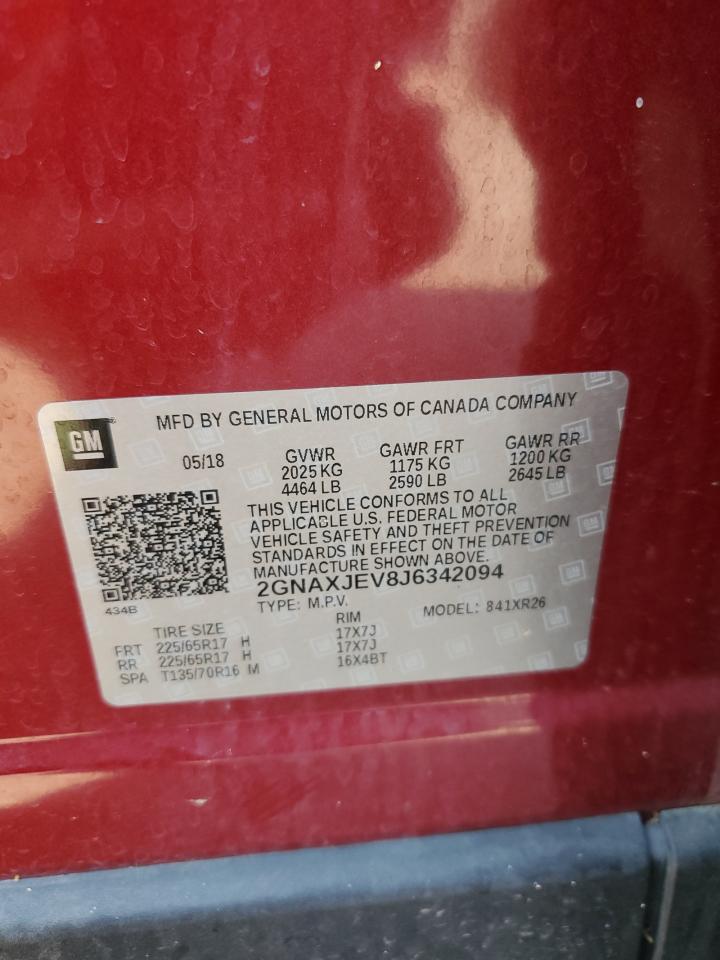 MFD BY GENERAL MOTORS OF CANADA COMPANY
GM
05/18
GVWR
2025 KG
4464 LB
GAWR FRT
1175 KG
2590 LB
GAWR RR
1200 KG
2645 LB
THIS VEHICLE CONFORMS TO ALL
APPLICABLE U.S. FEDERAL MOTOR
VEHICLE SAFETY AND THEFT PREVENTION
STANDARDS IN EFFECT ON THE DATE OF
MANUFACTURE SHOWN ABOVE.
2GNAXJEV8J6342094
434B
TYPE: M.P.V.
MODEL: 841XR26
TIRE SIZE RIM
FRT 225/65R17 H 17X7J
RR 225/65R17 H 17X7J
SPA T135/70R16 M 16X4BT